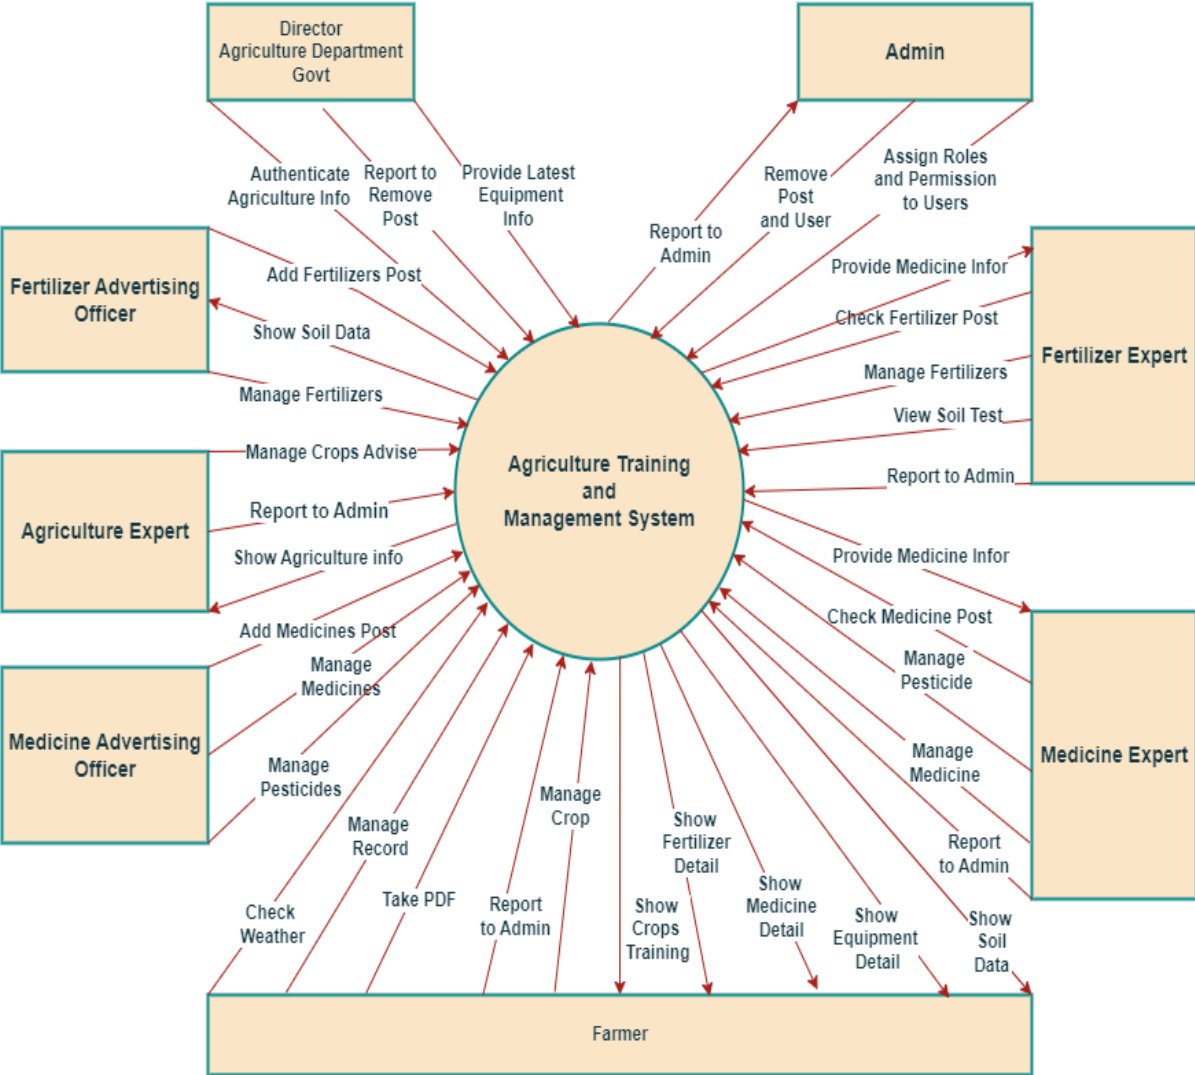 Director
Agriculture Department
Govt
Admin
Authenticate
Agriculture Info
Report to
Remove
Post
Provide Latest
Equipment
Info
Report to
Admin
Remove
Post
and User
Assign Roles
and Permission
to Users
Fertilizer Advertising
Officer
Add Fertilizers Post
Show Soil Data
Manage Fertilizers
Provide Medicine Infor
Check Fertilizer Post
Manage Fertilizers
View Soil Test
Report to Admin
Fertilizer Expert
Agriculture Training
and
Management System
Agriculture Expert
Manage Crops Advise
Report to Admin
Show Agriculture info
Medicine Advertising
Officer
Add Medicines Post
Manage
Medicines
Manage
Pesticides
Provide Medicine Infor
Check Medicine Post
Manage
Pesticide
Manage
Medicine
Report
to Admin
Medicine Expert
Check
Weather
Manage
Record
Take PDF
Report
to Admin
Manage
Crop
Show
Crops
Training
Show
Fertilizer
Detail
Show
Medicine
Detail
Show
Equipment
Detail
Show
Soil
Data
Farmer